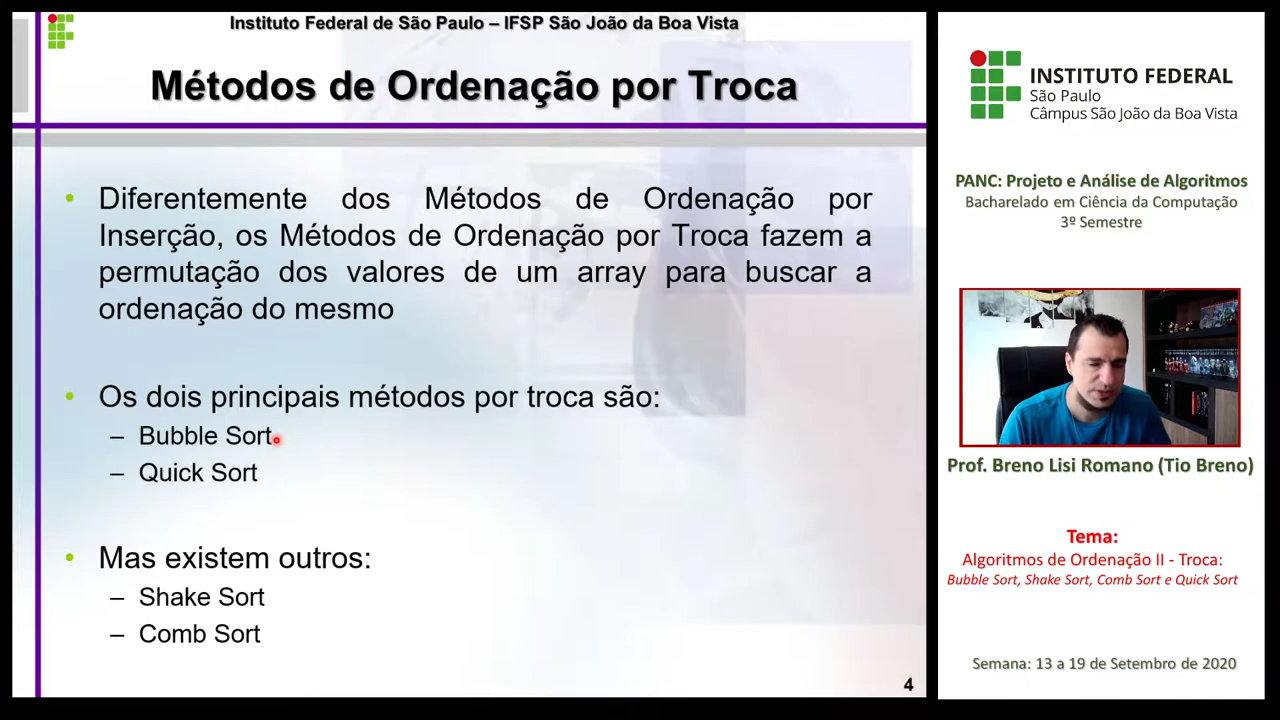 Instituto Federal de São Paulo – IFSP São João da Boa Vista
Métodos de Ordenação por Troca
• Diferentemente dos Métodos de Ordenação por
Inserção, os Métodos de Ordenação por Troca fazem a
permutação dos valores de um array para buscar a
ordenação do mesmo
• Os dois principais métodos por troca são:
– Bubble Sort
– Quick Sort
• Mas existem outros:
– Shake Sort
– Comb Sort
4
INSTITUTO FEDERAL
São Paulo
Câmpus São João da Boa Vista
PANC: Projeto e Análise de Algoritmos
Bacharelado em Ciência da Computação
3º Semestre
Prof. Breno Lisi Romano (Tio Breno)
Tema:
Algoritmos de Ordenação II - Troca:
Bubble Sort, Shake Sort, Comb Sort e Quick Sort
Semana: 13 a 19 de Setembro de 2020